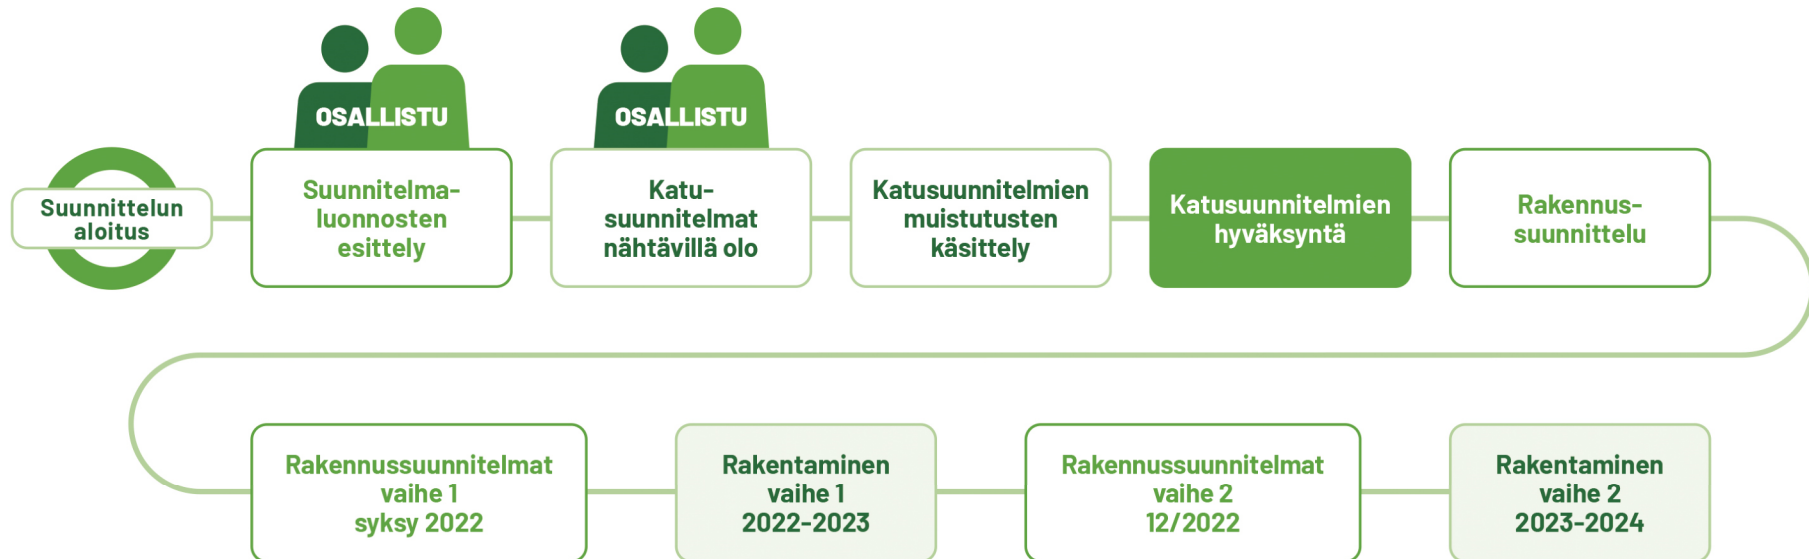 OSALLISTU
OSALLISTU
Suunnittelun
aloitus
Suunnitelma-
luonnosten
esittely
Katu-
suunnitelmat
nähtävillä olo
Katusuunnitelmien
muistutusten
käsittely
Katusuunnitelmien
hyväksyntä
Rakennus-
suunnittelu
Rakennussuunnitelmat
vaihe 1
syksy 2022
Rakentaminen
vaihe 1
2022-2023
Rakennussuunnitelmat
vaihe 2
12/2022
Rakentaminen
vaihe 2
2023-2024